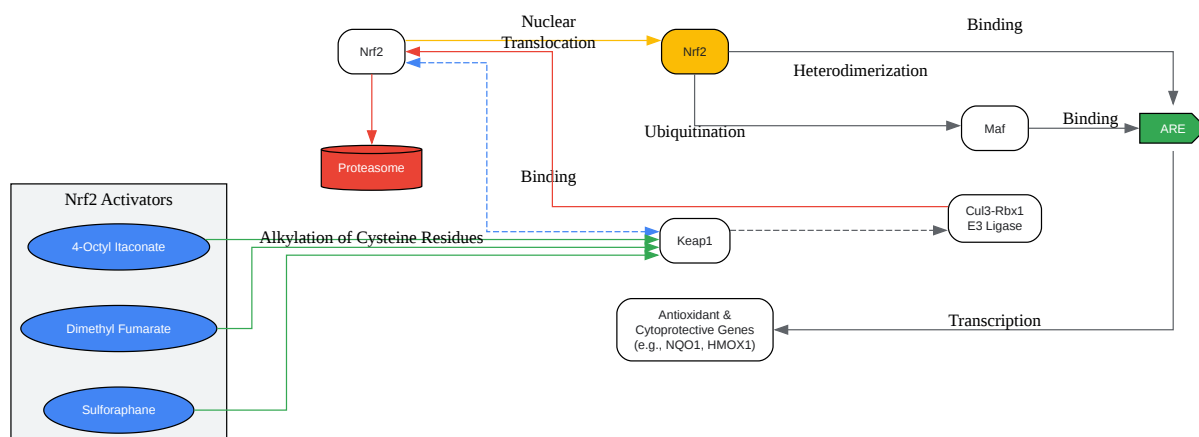 Nuclear
Translocation
Binding
Nrf2
Nrf2
Heterodimerization
Ubiquitination
Maf
Binding
ARE
Proteasome
Binding
Nrf2 Activators
4-Octyl Itaconate
Alkylation of Cysteine Residues
Keap1
Cul3-Rbx1
E3 Ligase
Dimethyl Fumarate
Antioxidant &
Cytoprotective Genes
(e.g., NQO1, HMOX1)
Transcription
Sulforaphane